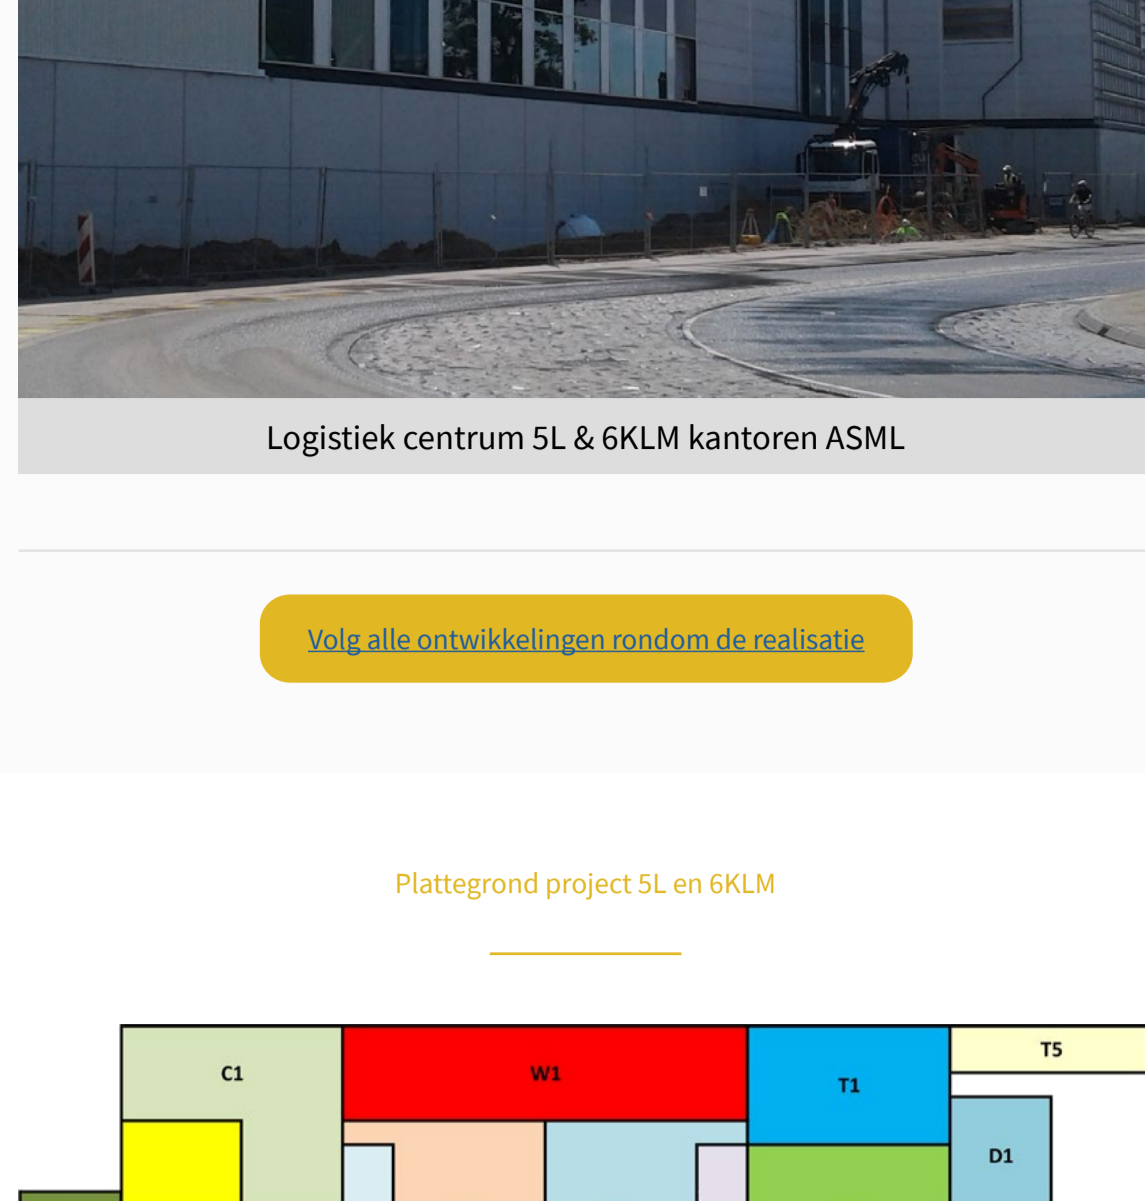 Logistiek centrum 5L & 6KLM kantoren ASML
Volg alle ontwikkelingen rondom de realisatie
Plattegrond project 5L en 6KLM
C1
W1
T1
T5
D1